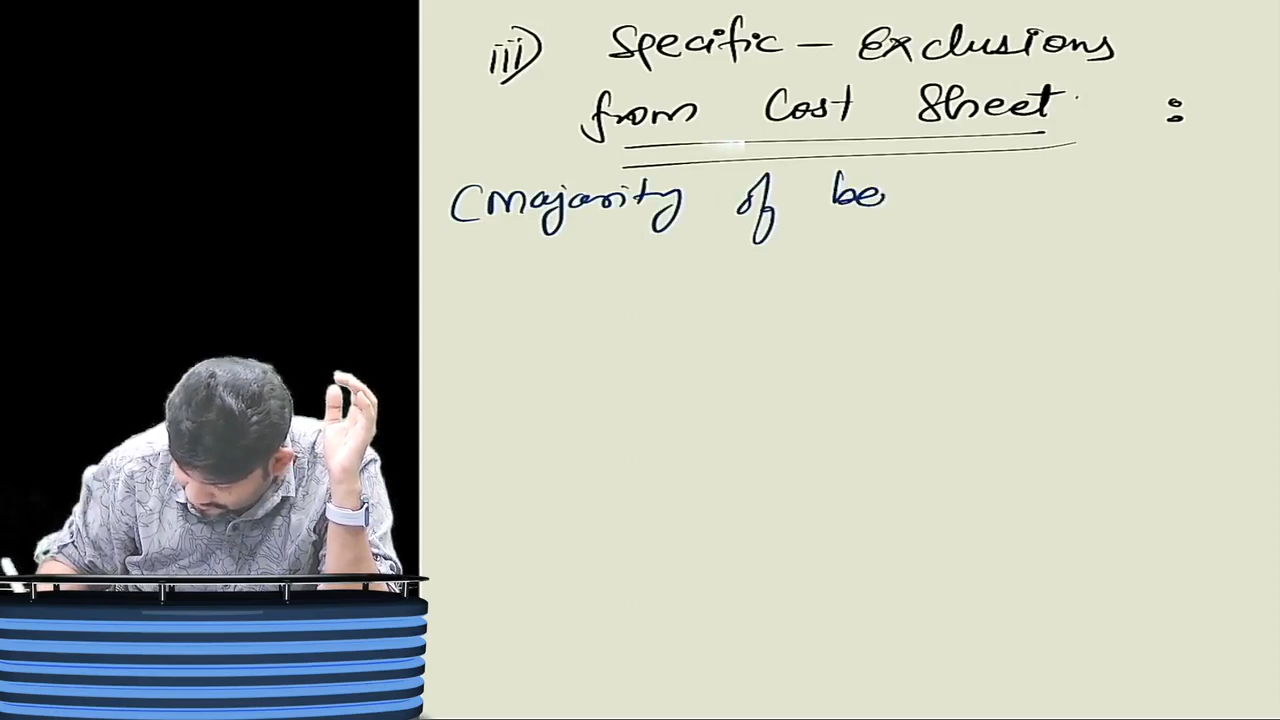 iii) Specific - Exclusions
from Cost Sheet :
(Majority of be